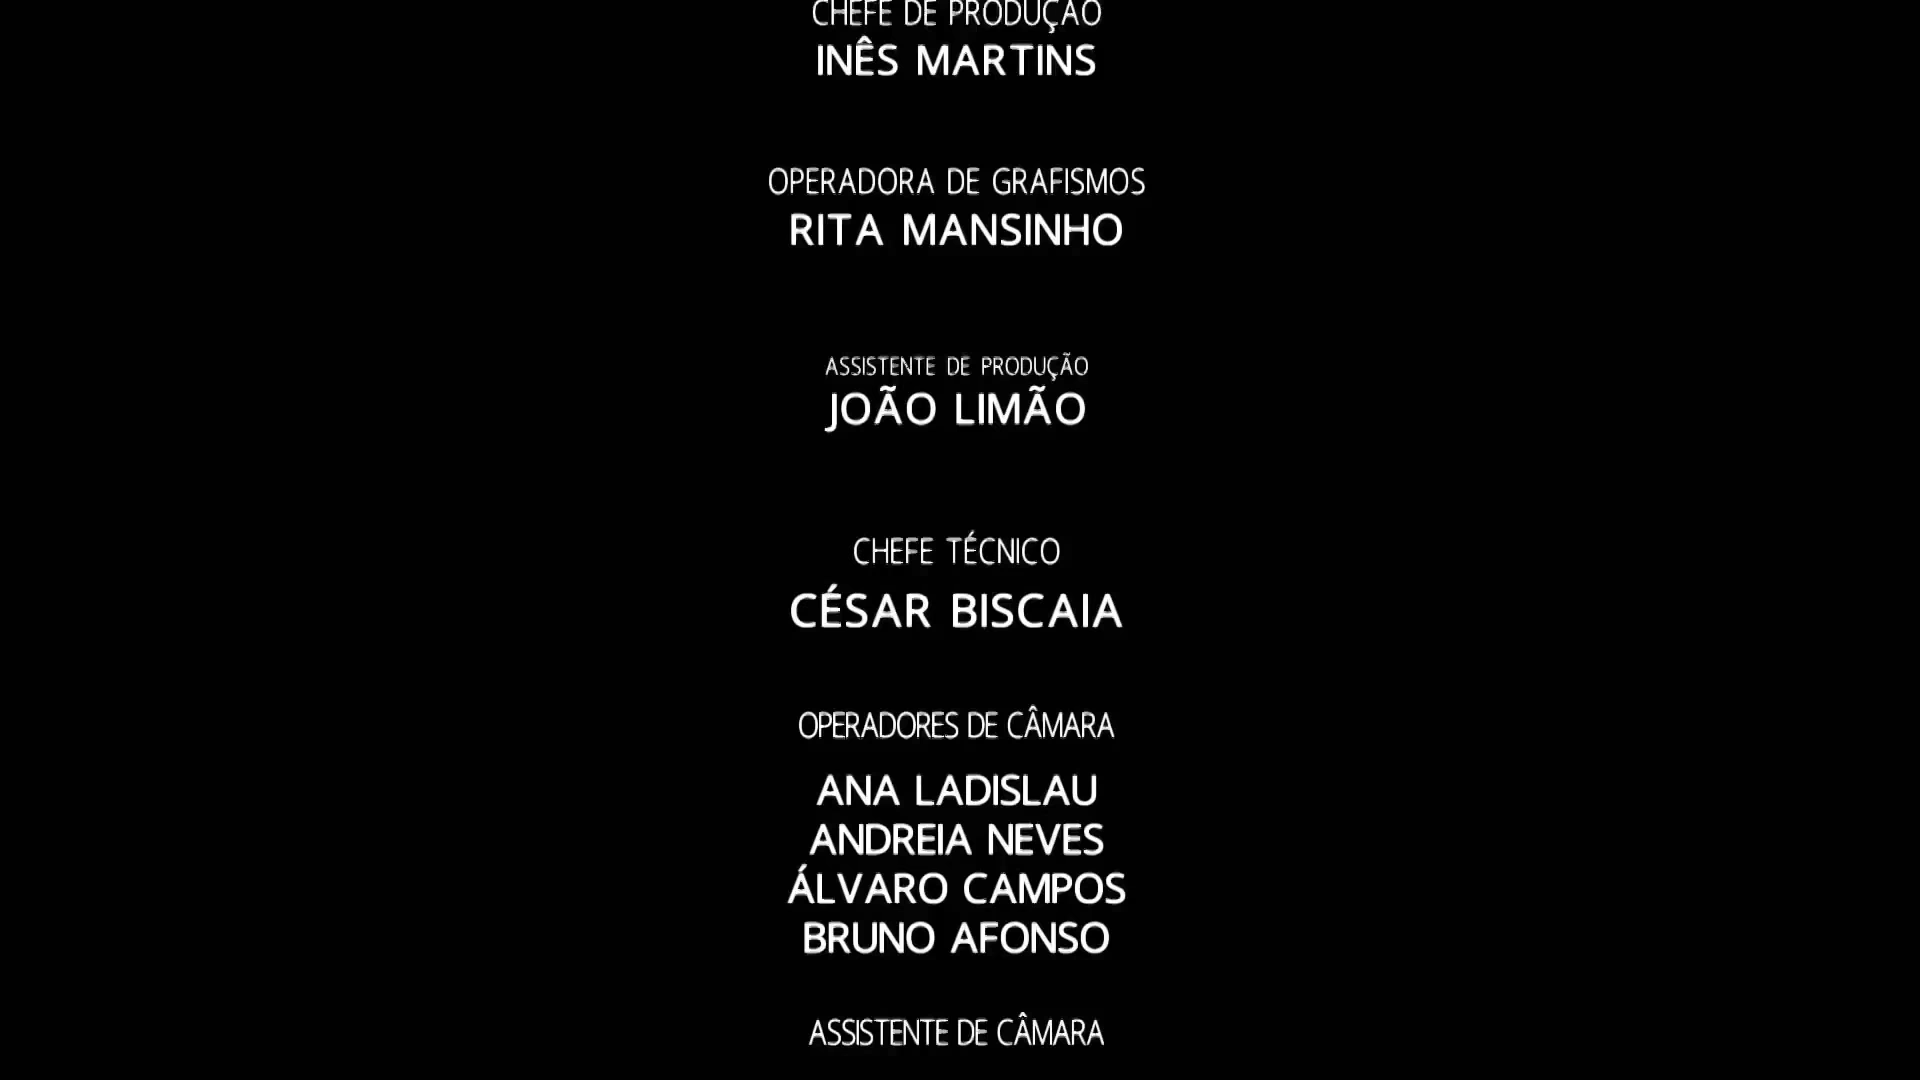 CHEFE DE PRODUÇÃO
INÊS MARTINS
OPERADORA DE GRAFISMOS
RITA MANSINHO
ASSISTENTE DE PRODUÇÃO
JOÃO LIMÃO
CHEFE TÉCNICO
CÉSAR BISCAIA
OPERADORES DE CÂMARA
ANA LADISLAU
ANDREIA NEVES
ÁLVARO CAMPOS
BRUNO AFONSO
ASSISTENTE DE CÂMARA